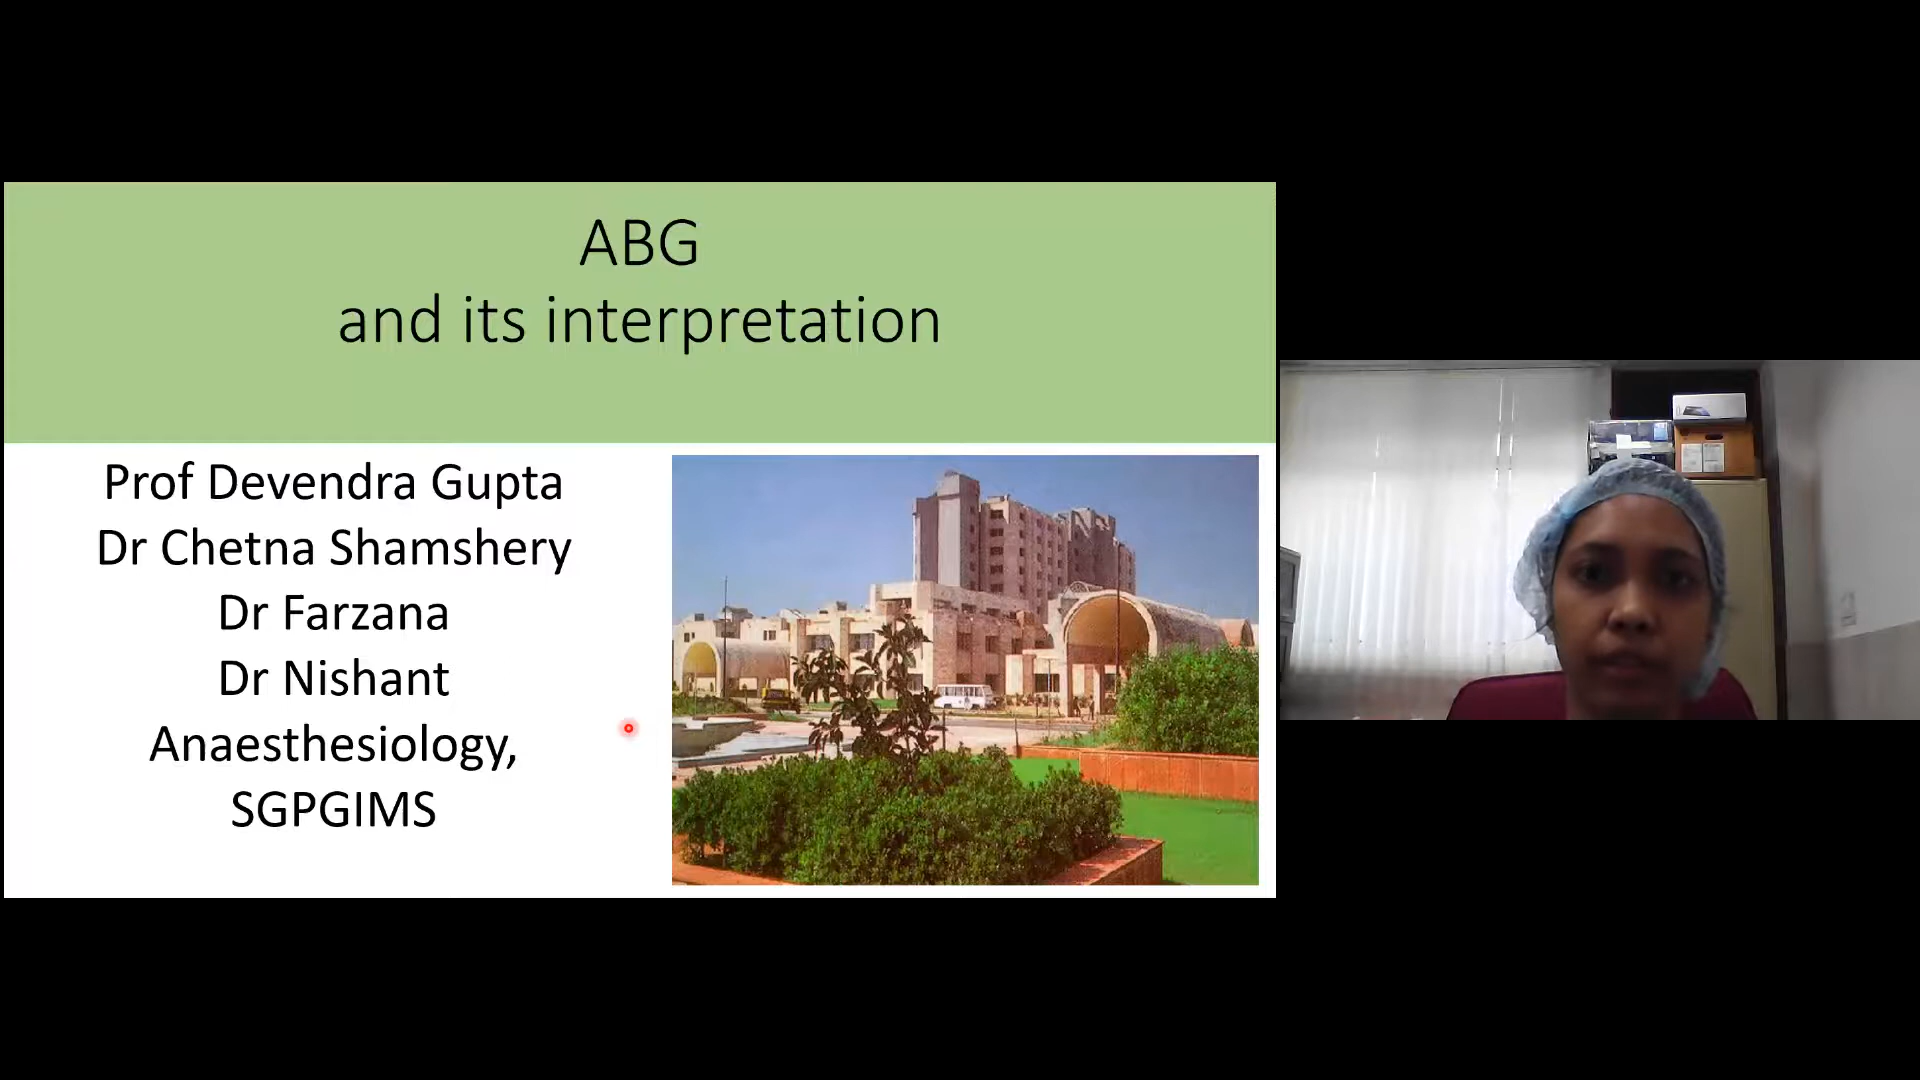 ABG
and its interpretation
Prof Devendra Gupta
Dr Chetna Shamshery
Dr Farzana
Dr Nishant
Anaesthesiology,
SGPGIMS